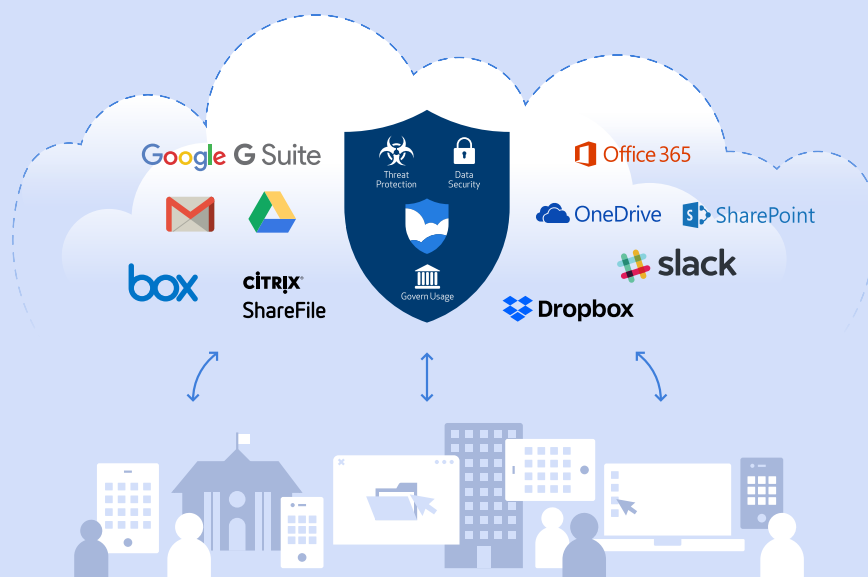 Google G Suite
Threat
Protection
Data
Security
Office 365
OneDrive
S
SharePoint
box
CITRIX®
ShareFile
Govern Usage
slack
Dropbox